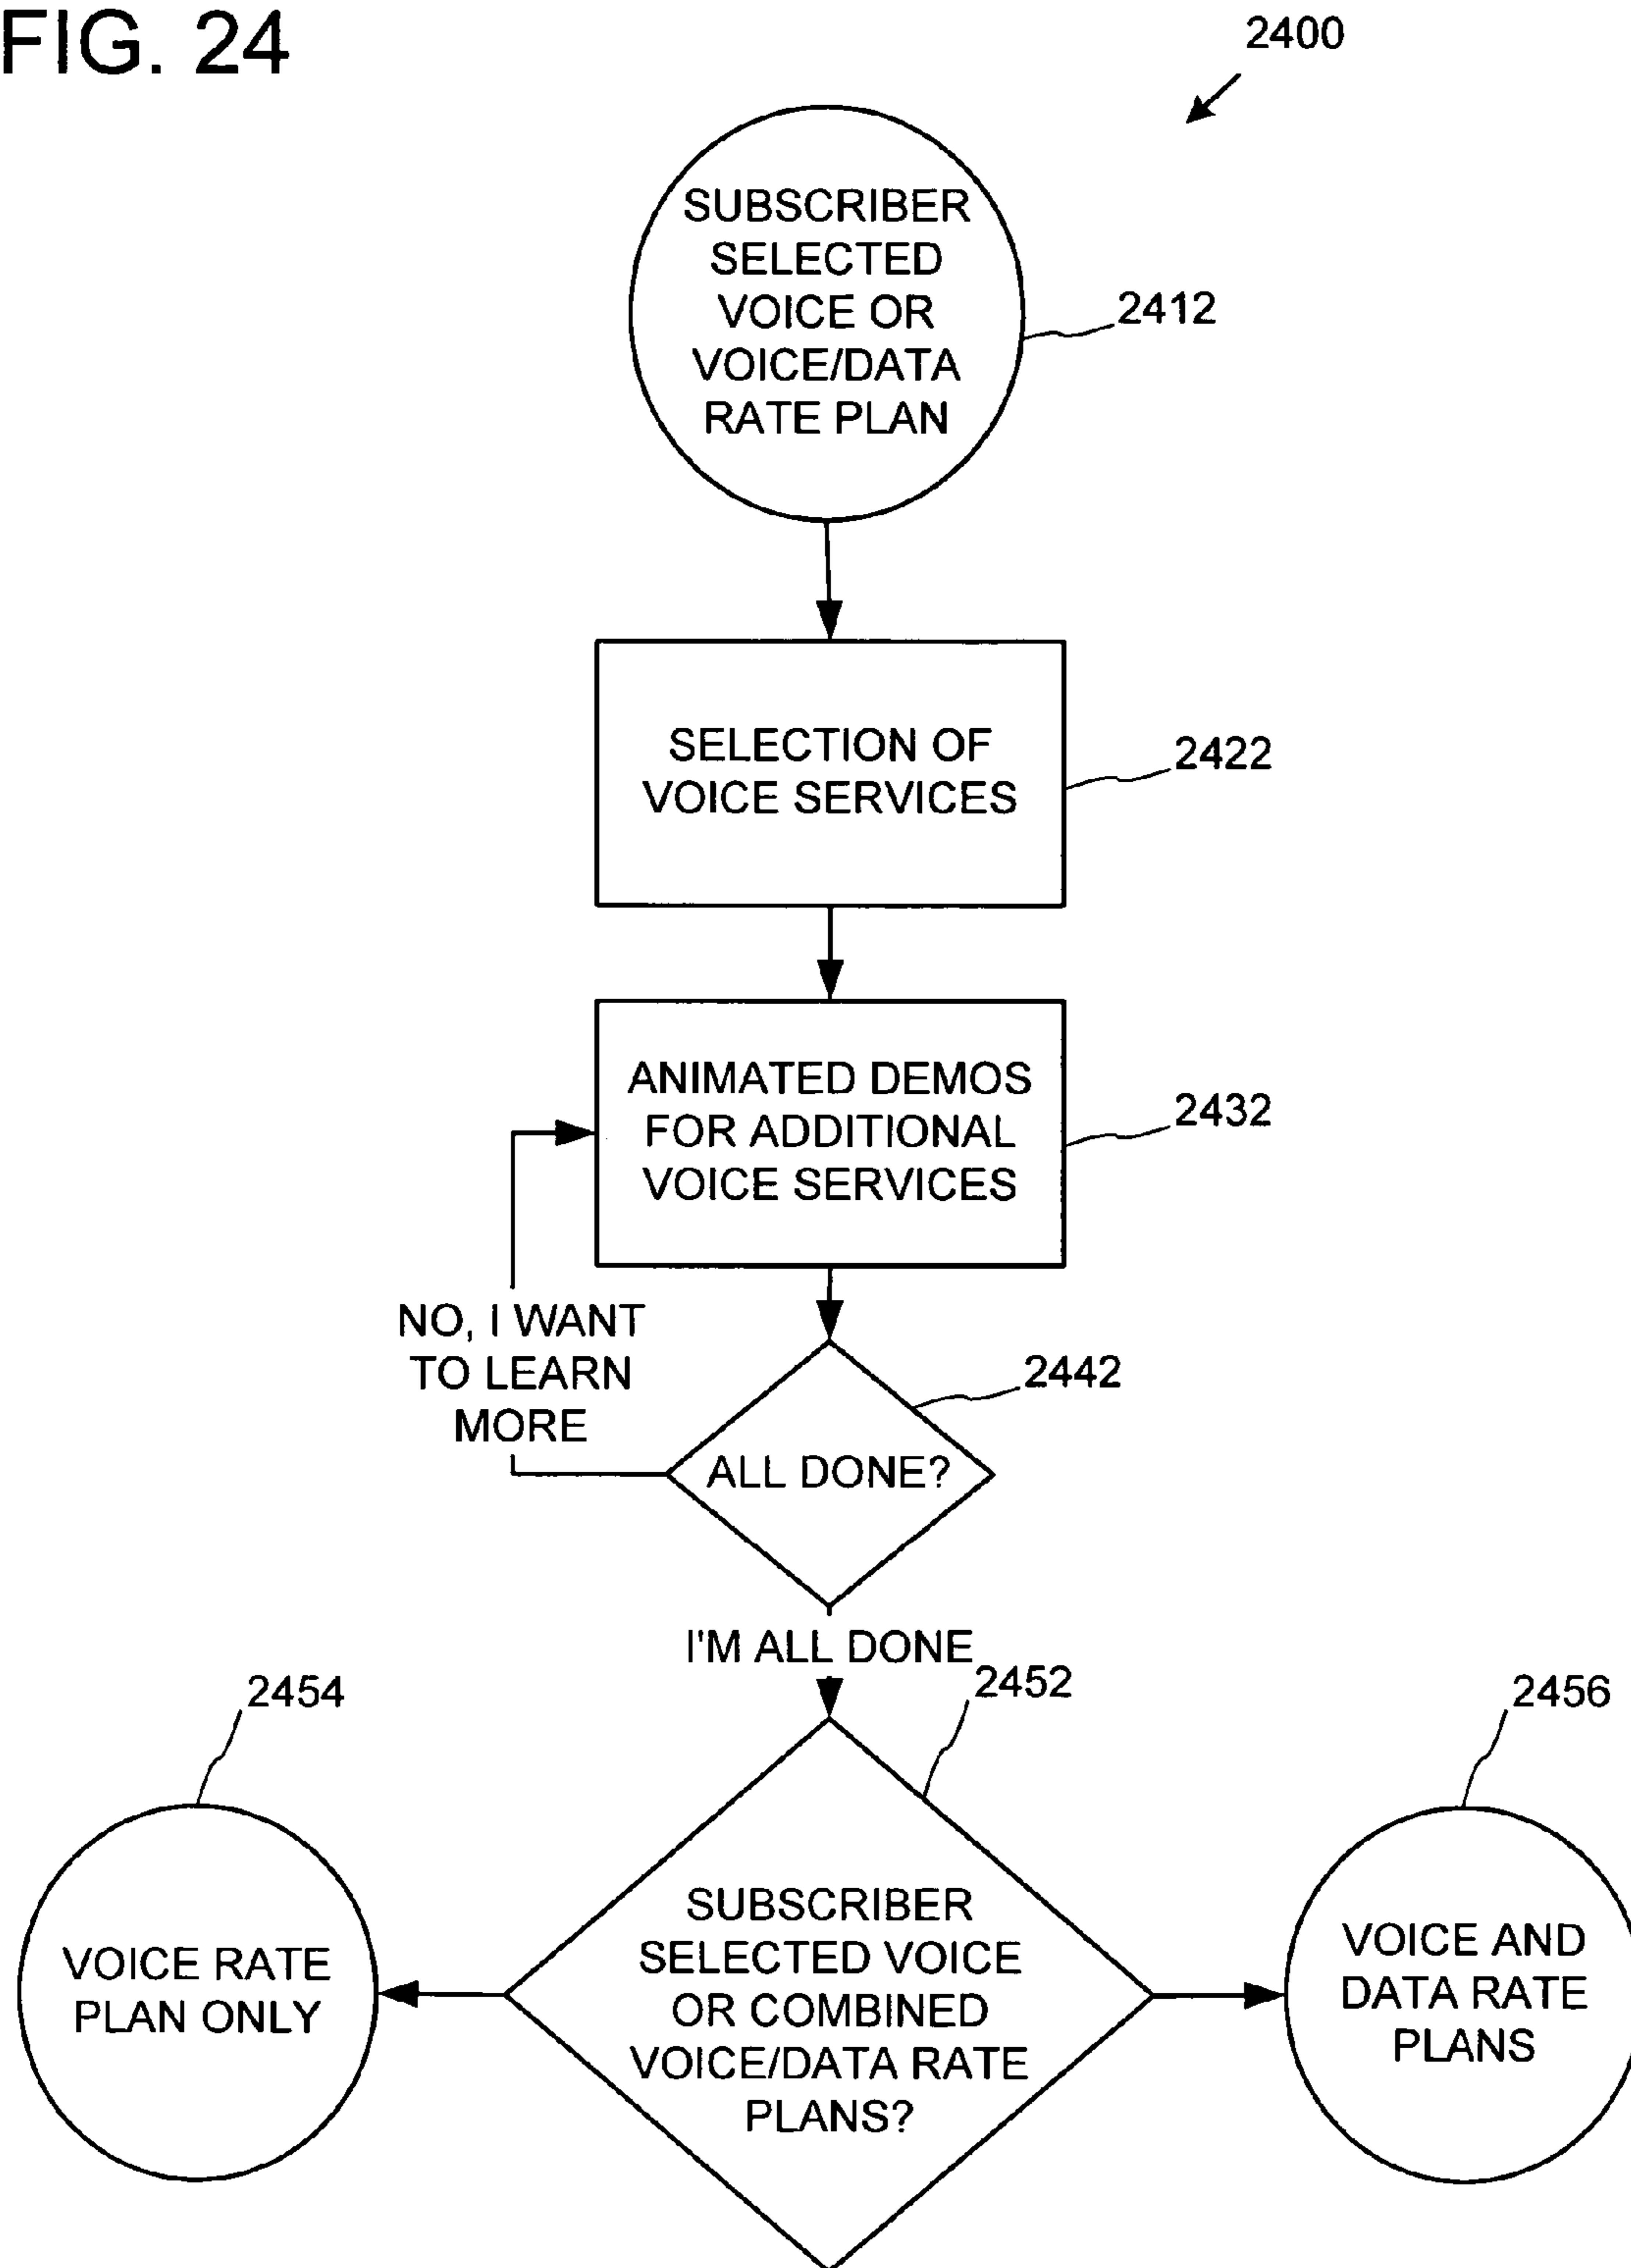 FIG. 24
2400
SUBSCRIBER
SELECTED
VOICE OR
VOICE/DATA
RATE PLAN
2412
SELECTION OF
VOICE SERVICES
2422
ANIMATED DEMOS
FOR ADDITIONAL
VOICE SERVICES
2432
NO, I WANT
TO LEARN
MORE
2442
ALL DONE?
I'M ALL DONE
2452
2454
2456
VOICE RATE
PLAN ONLY
SUBSCRIBER
SELECTED VOICE
OR COMBINED
VOICE/DATA RATE
PLANS?
VOICE AND
DATA RATE
PLANS